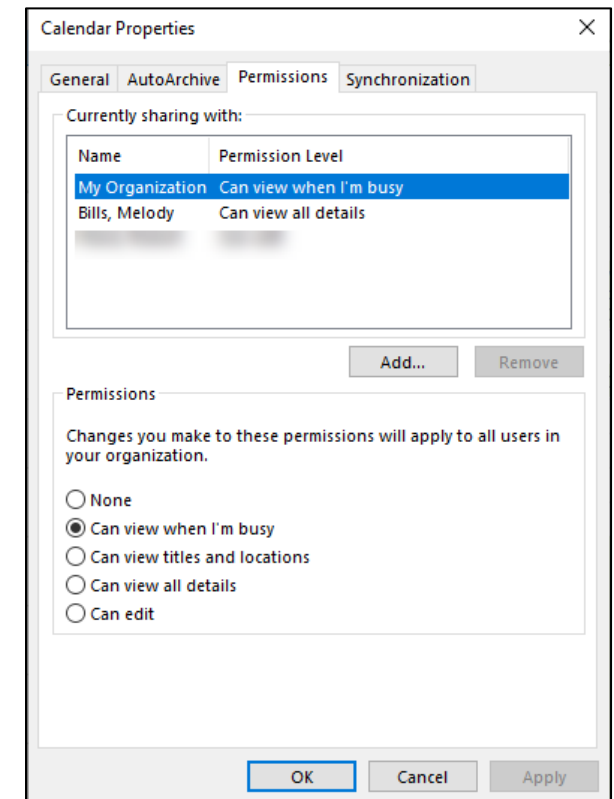 Calendar Properties
General AutoArchive Permissions Synchronization
Currently sharing with:
Name Permission Level
My Organization Can view when I'm busy
Bills, Melody Can view all details
Add... Remove
Permissions
Changes you make to these permissions will apply to all users in
your organization.
None
Can view when I'm busy
Can view titles and locations
Can view all details
Can edit
OK Cancel Apply